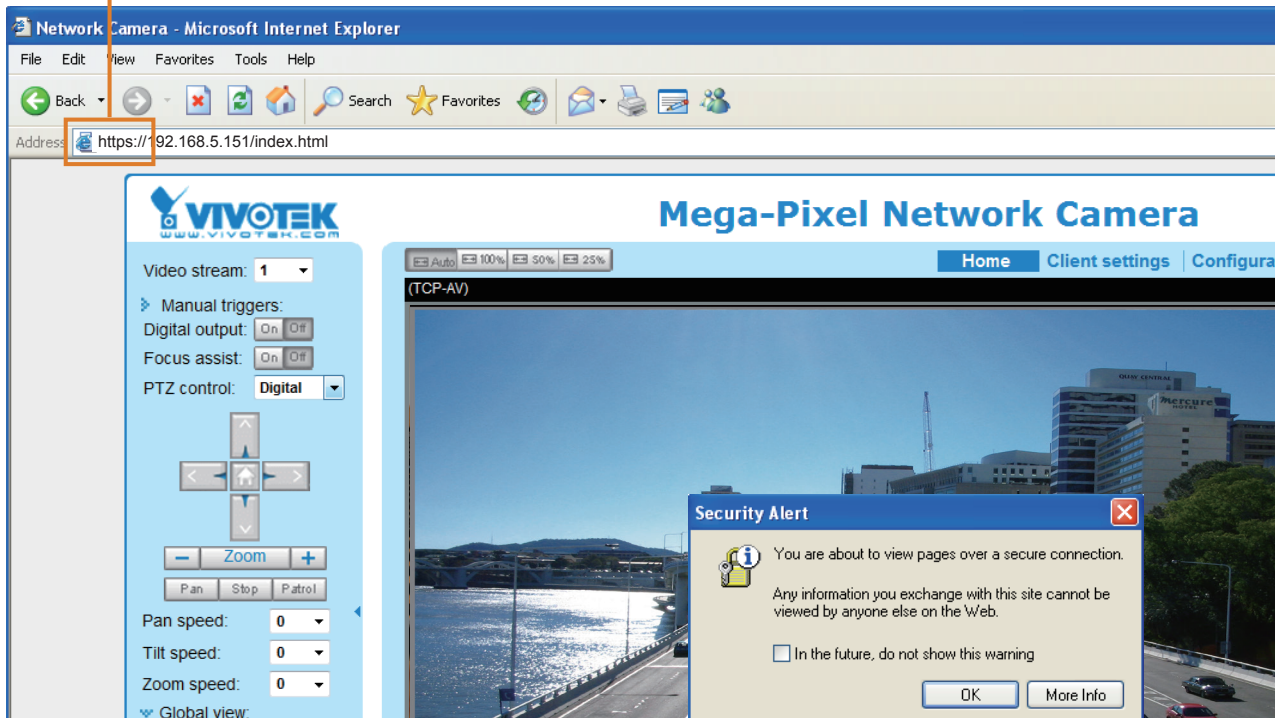 Network Camera - Microsoft Internet Explorer
File Edit View Favorites Tools Help
Back Search Favorites
Address https://192.168.5.151/index.html
VIVOTEK
www.vivotek.com
Mega-Pixel Network Camera
Auto 100% 50% 25%
Home Client settings Configura
(TCP-AV)
Video stream: 1
Manual triggers:
Digital output: On Off
Focus assist: On Off
PTZ control: Digital
Zoom
Pan Stop Patrol
Pan speed: 0
Tilt speed: 0
Zoom speed: 0
Global view:
QUAY CENTRAL
Mercure
HOTEL
Security Alert
You are about to view pages over a secure connection.
Any information you exchange with this site cannot be
viewed by anyone else on the Web.
In the future, do not show this warning
OK More Info